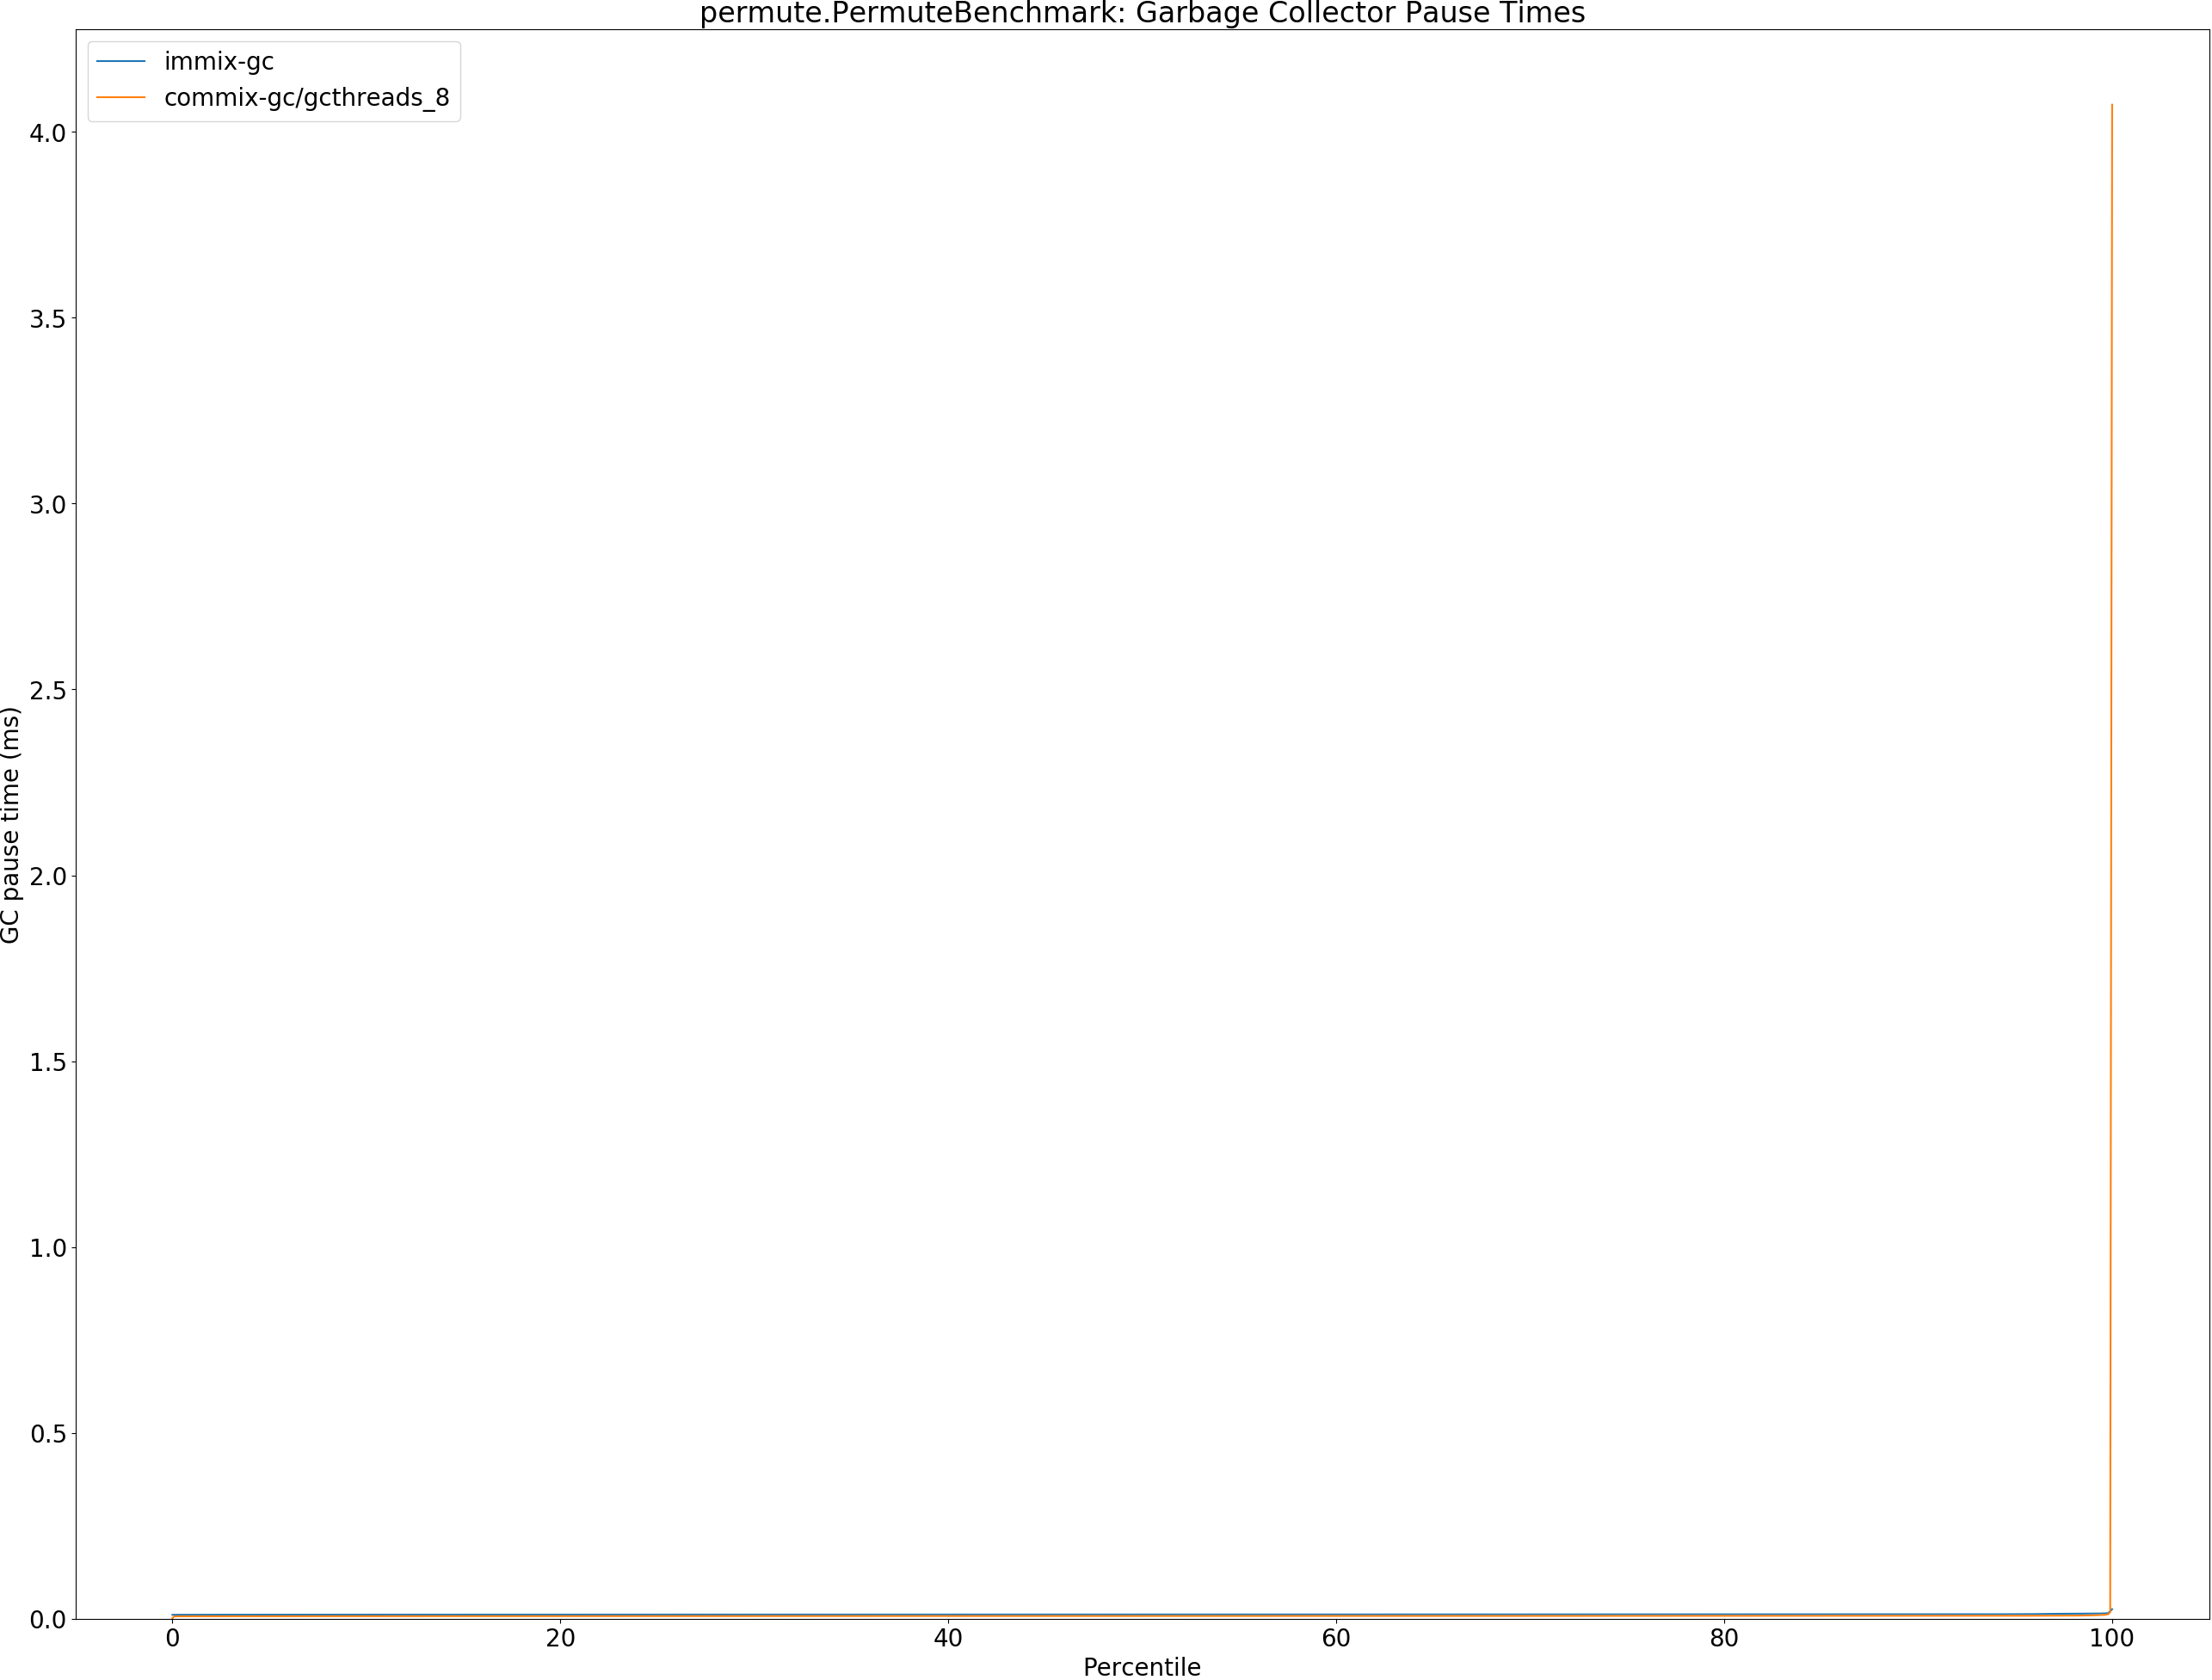 permute.PermuteBenchmark: Garbage Collector Pause Times
immix-gc
commix-gc/gcthreads_8
4.0
3.5
3.0
2.5
2.0
1.5
1.0
0.5
0.0
GC pause time (ms)
0 20 40 60 80 100
Percentile